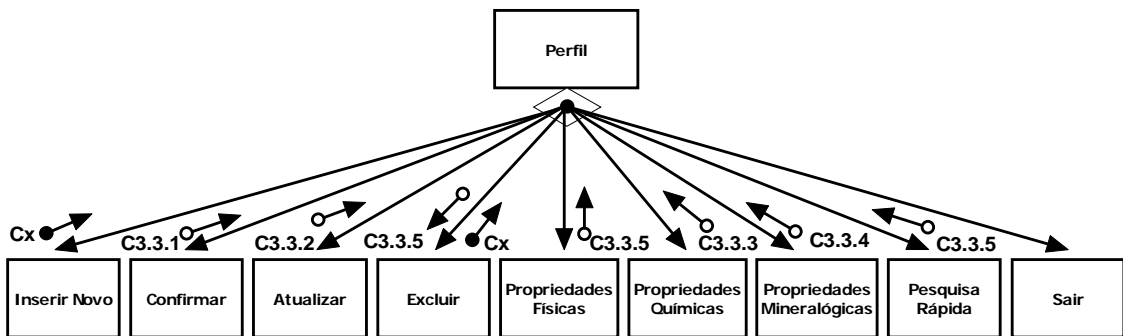 Perfil
Cx
C3.3.1
C3.3.2
C3.3.5
Cx
C3.3.5
C3.3.3
C3.3.4
C3.3.5
Inserir Novo
Confirmar
Atualizar
Excluir
Propriedades
Físicas
Propriedades
Químicas
Propriedades
Mineralógicas
Pesquisa
Rápida
Sair